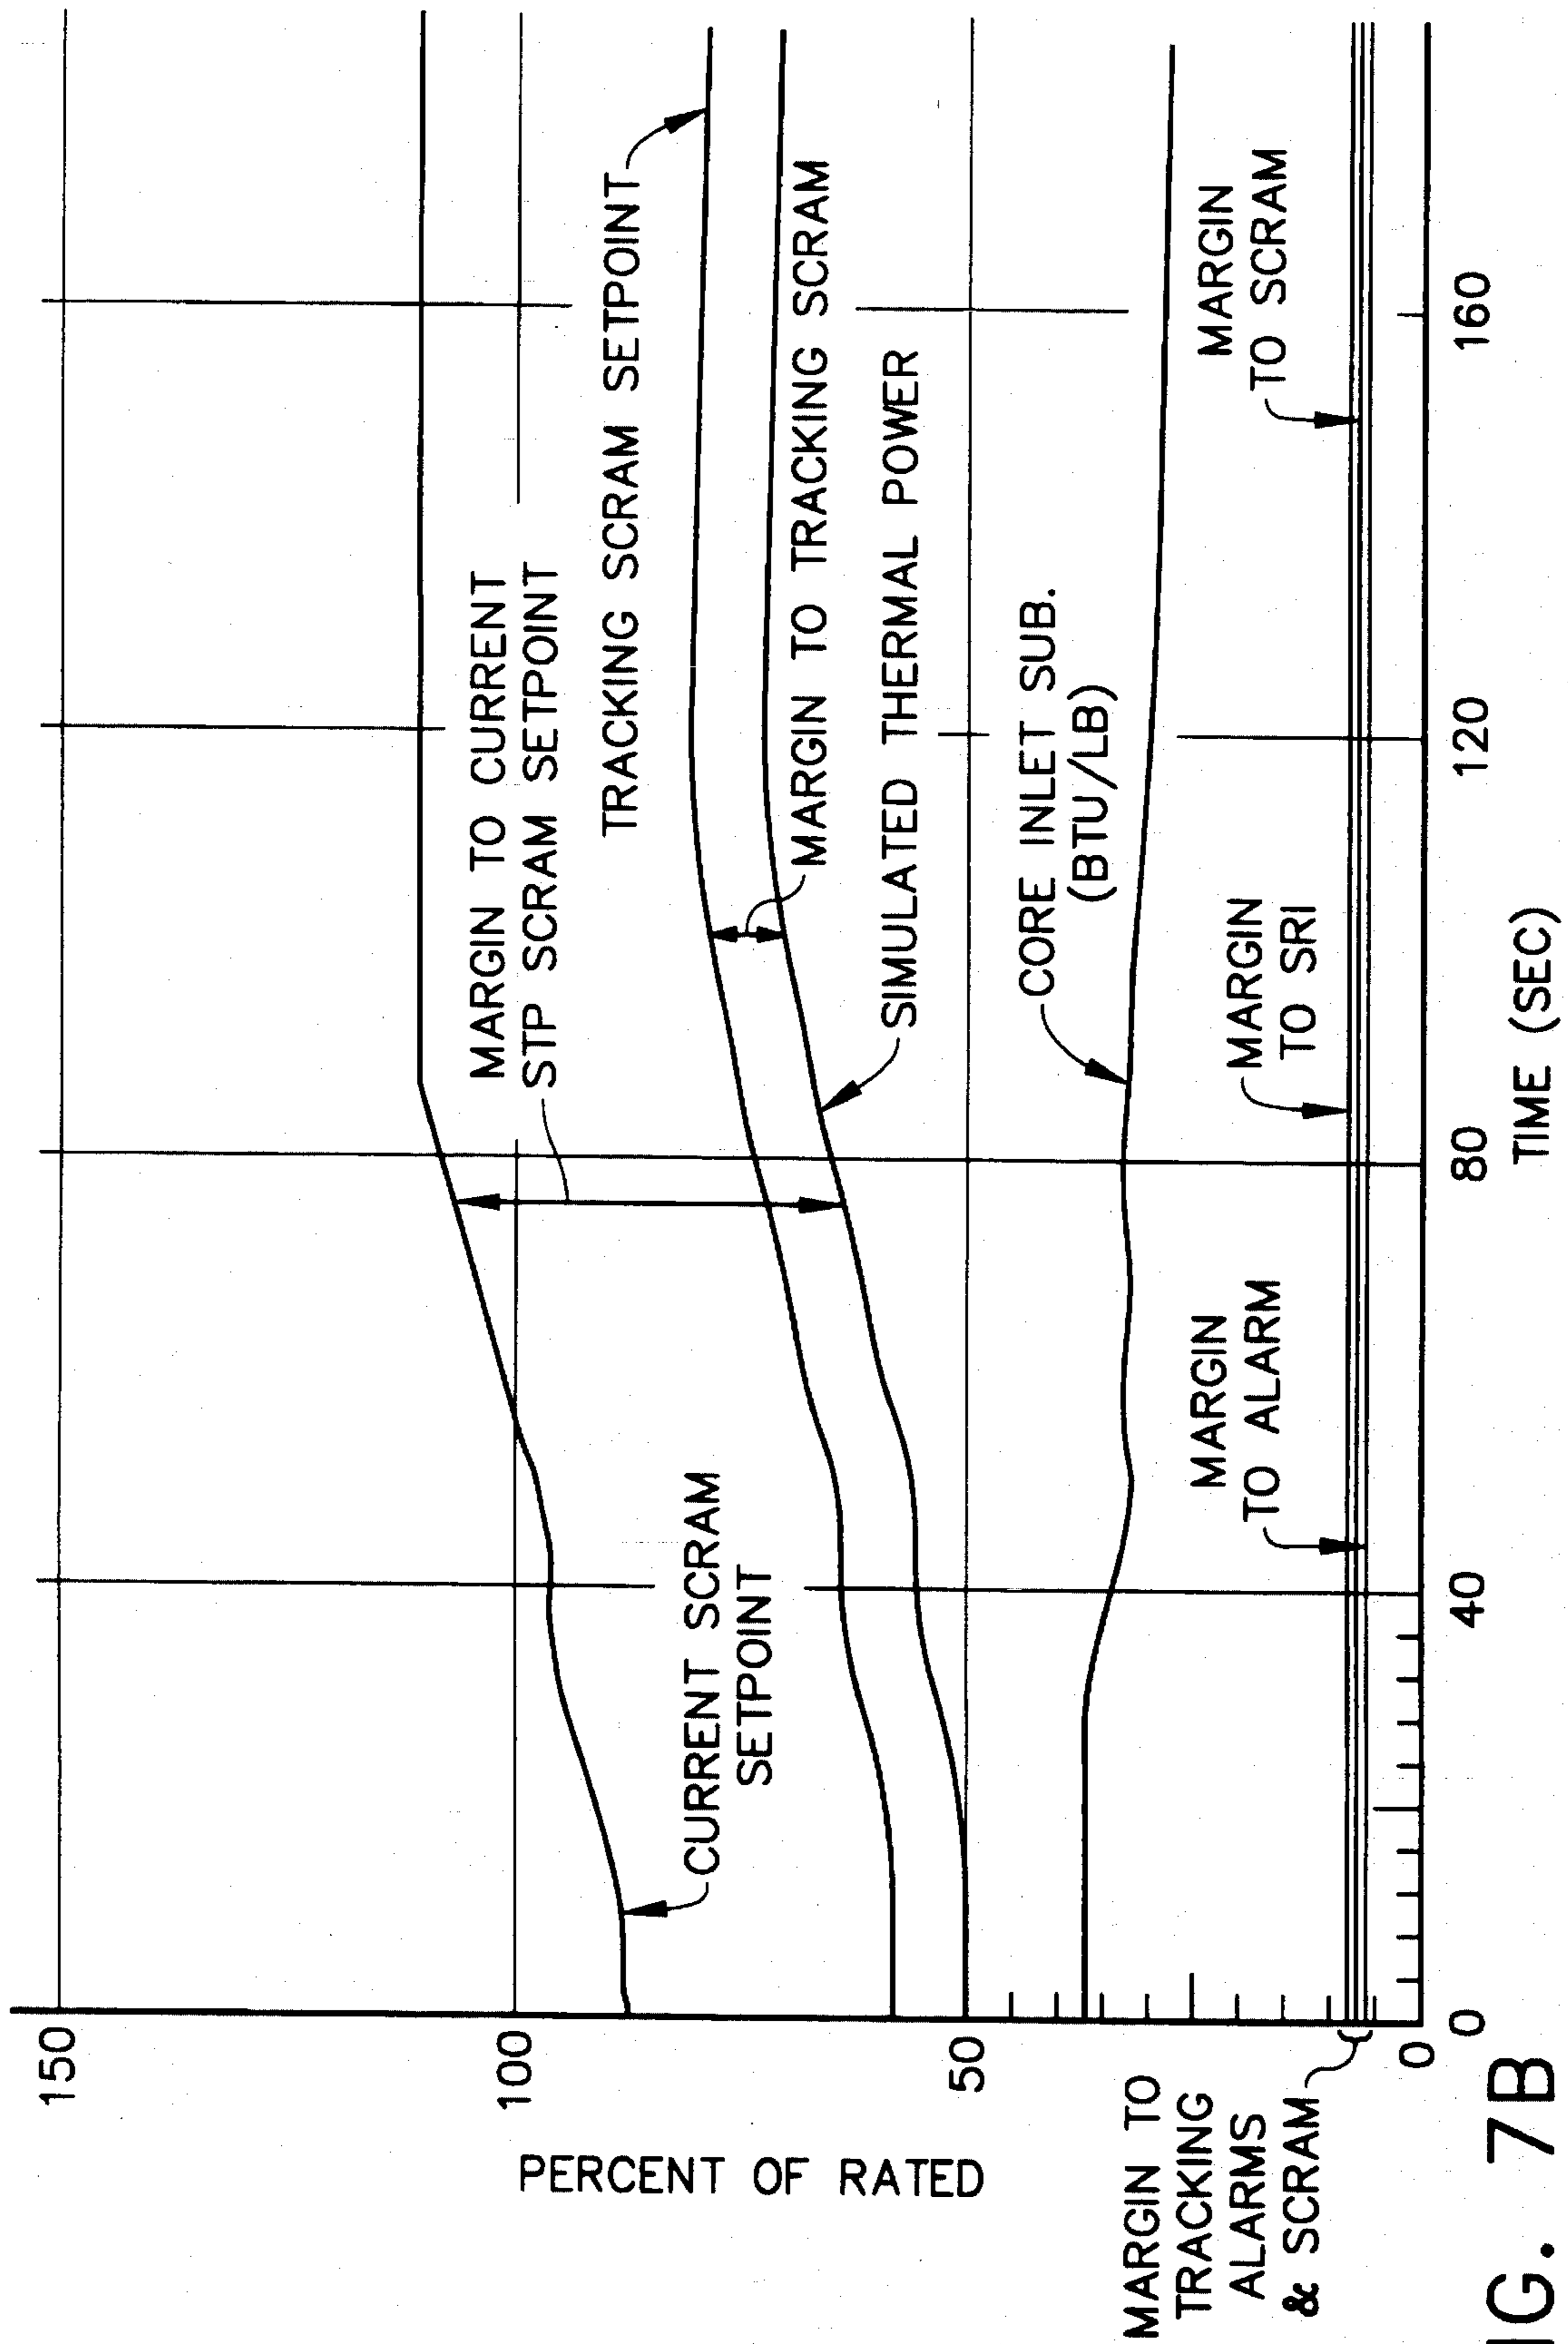 150
100
50
0
PERCENT OF RATED
MARGIN TO CURRENT
STP SCRAM SETPOINT
TRACKING SCRAM SETPOINT
CURRENT SCRAM
SETPOINT
MARGIN TO TRACKING SCRAM
SIMULATED THERMAL POWER
CORE INLET SUB.
(BTU/LB)
MARGIN TO
TRACKING
ALARMS
& SCRAM
MARGIN
TO ALARM
MARGIN
TO SRI
MARGIN
TO SCRAM
0
40
80
120
160
TIME (SEC)
IG. 7B